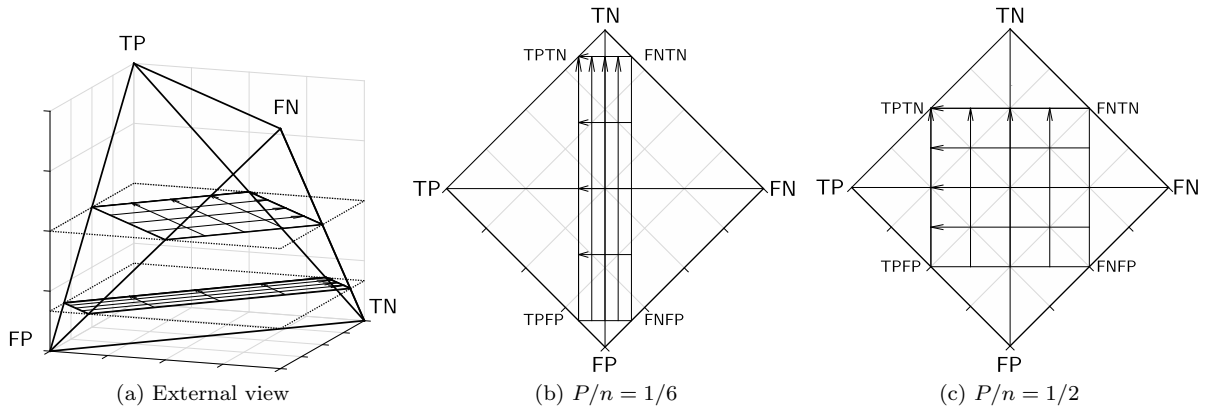 TP
FN
FP
TN
(a) External view
TN
TPTN
FNTN
TP
FN
TPFP
FNFP
FP
(b) P/n = 1/6
TN
TPTN
FNTN
TP
FN
TPFP
FNFP
FP
(c) P/n = 1/2